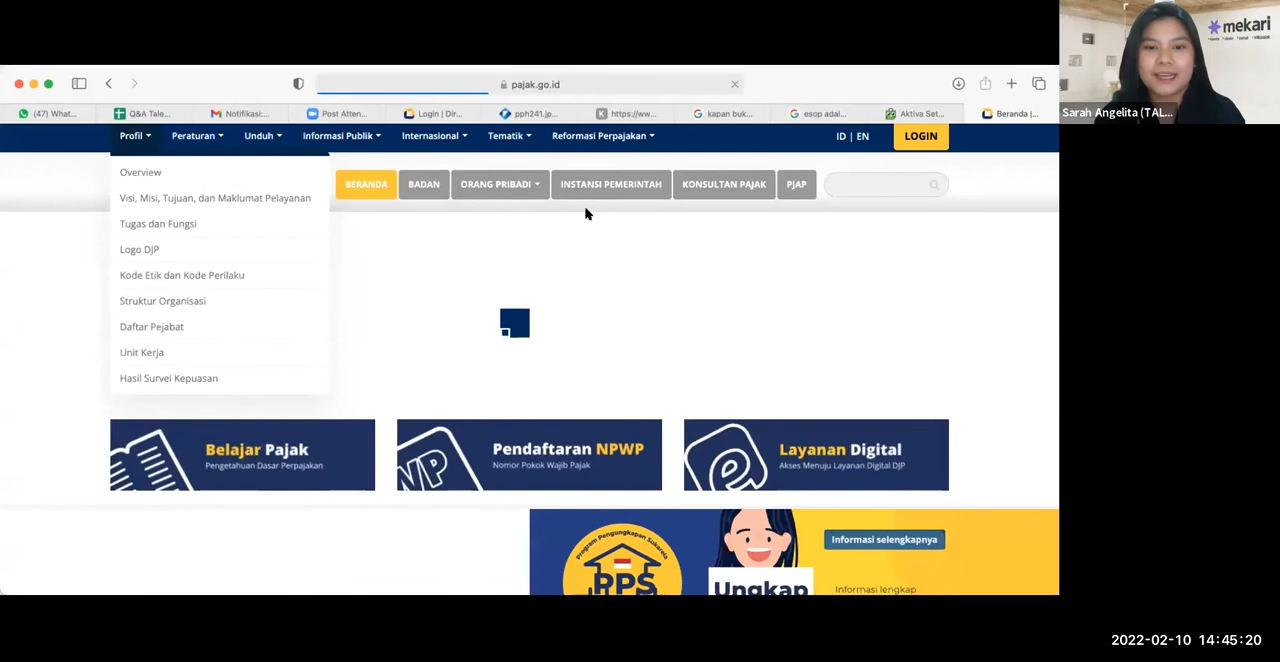 mekari
Sarah Angelita (TAL...
pajak.go.id
(47) What...
Q&A Tale...
Notifikasi:...
Post Atten...
Login | Dir...
pph241.jp...
https://ww...
kapan buk...
esop adal...
Aktiva Set...
Beranda |...
Profil
Peraturan
Unduh
Informasi Publik
Internasional
Tematik
Reformasi Perpajakan
ID | EN
LOGIN
BERANDA
BADAN
ORANG PRIBADI
INSTANSI PEMERINTAH
KONSULTAN PAJAK
PJAP
Overview
Visi, Misi, Tujuan, dan Maklumat Pelayanan
Tugas dan Fungsi
Logo DJP
Kode Etik dan Kode Perilaku
Struktur Organisasi
Daftar Pejabat
Unit Kerja
Hasil Survei Kepuasan
Belajar Pajak
Pengetahuan Dasar Perpajakan
NWP
Pendaftaran NPWP
Nomor Pokok Wajib Pajak
Layanan Digital
Akses Menuju Layanan Digital DJP
Program Pengungkapan Sukarela
PPS
Ungkap
Informasi selengkapnya
Informasi lengkap
2022-02-10 14:45:20